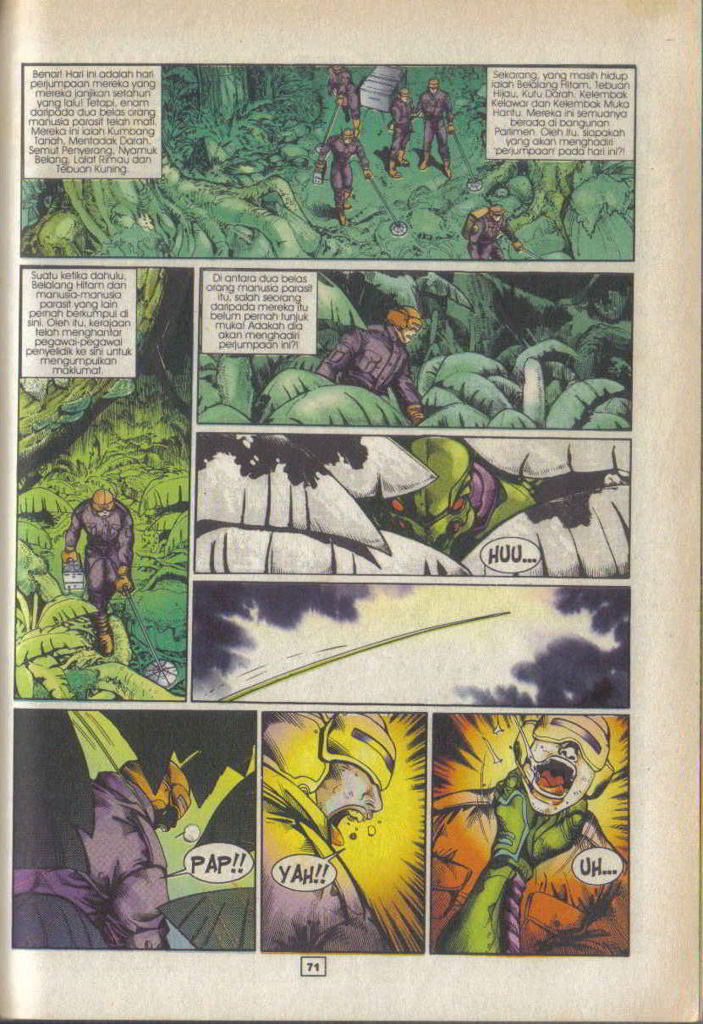 Benar! Hari ini adalah hari
perjumpaan mereka yang
mereka janjikan setahun
yang lalu! Tetapi, enam
daripada dua belas orang
manusia parasit telah mati.
Mereka ini ialah Kumbang
Tanah, Mentadak Darah,
Semut Penyerang, Nyamuk
Belang, Lalat Rimau dan
Tebuan Kuning.
Sekarang, yang masih hidup
ialah Belalang Hitam, Tebuan
Hijau, Kutu Darah, Kelembak
Kelawar dan Kelembak Muka
Hantu. Mereka ini semuanya
berada di bangunan
Parlimen. Oleh itu, siapakah
yang akan menghadiri
'perjumpaan' pada hari ini?!
Suatu ketika dahulu,
Belalang Hitam dan
manusia-manusia
parasit yang lain
pernah berkumpul di
sini. Oleh itu, kerajaan
telah menghantar
pegawai-pegawai
penyelidik ke sini untuk
mengumpulkan
maklumat.
Di antara dua belas
orang manusia parasit
itu, salah seorang
daripada mereka itu
belum pernah tunjuk
muka! Adakah dia
akan menghadiri
perjumpaan ini?!
HUU...
PAP!!
YAH!!
UH...
71